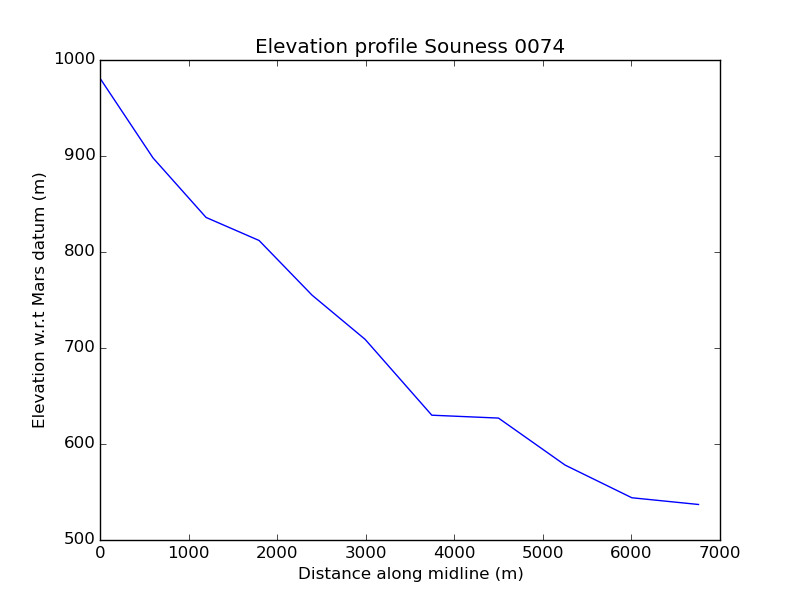 Elevation profile Souness 0074
1000
900
800
700
600
500
Elevation w.r.t Mars datum (m)
0 1000 2000 3000 4000 5000 6000 7000
Distance along midline (m)